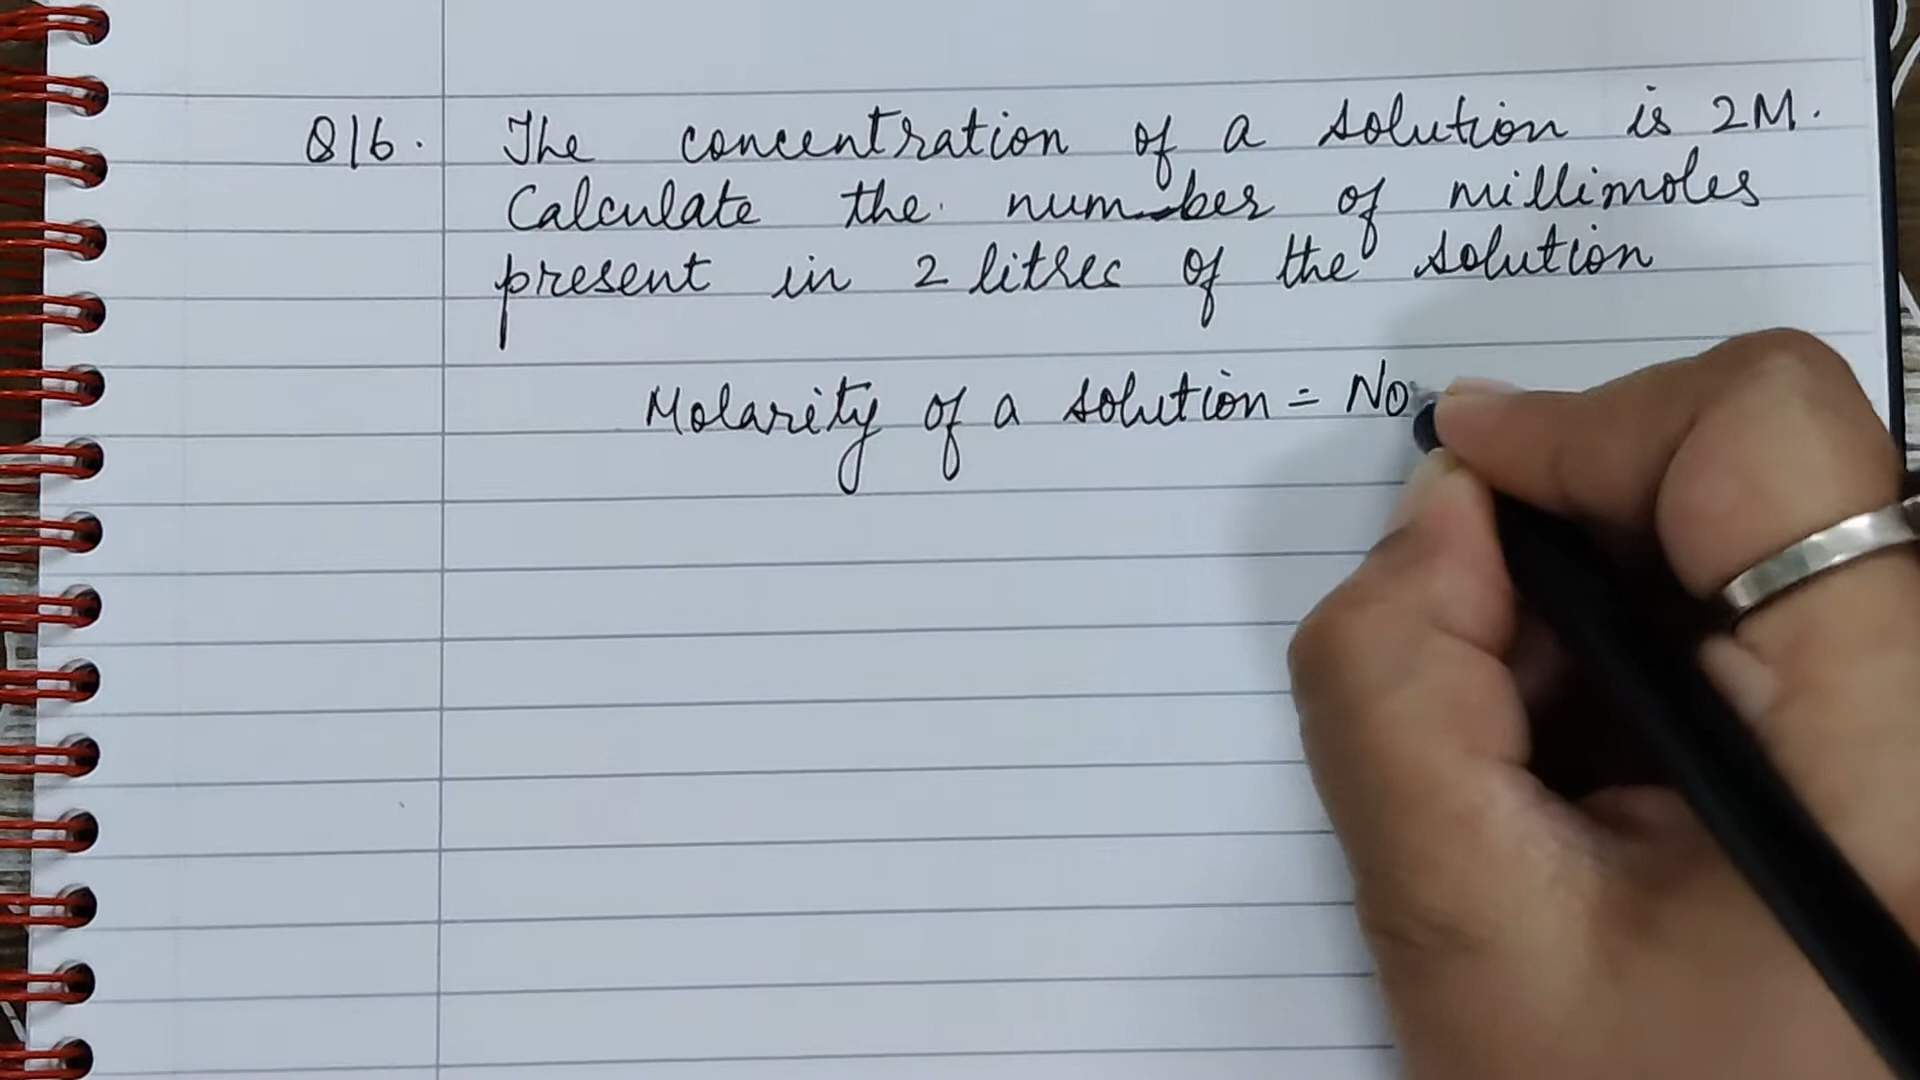 Q16. The concentration of a solution is 2M.
Calculate the number of millimoles
present in 2 litres of the solution
Molarity of a solution = No